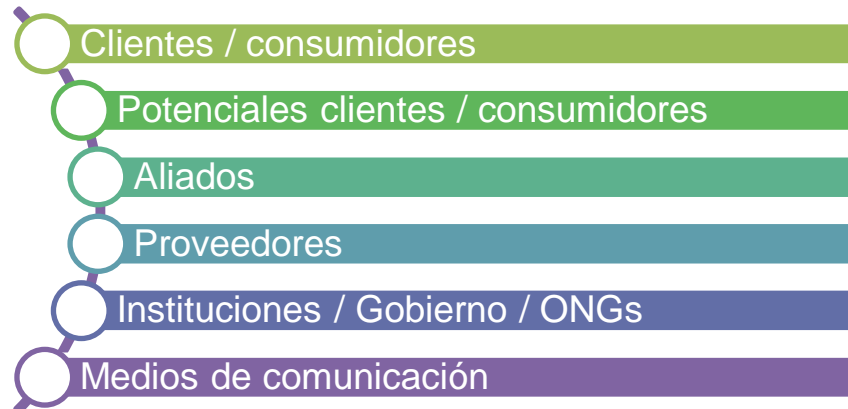 Clientes / consumidores
Potenciales clientes / consumidores
Aliados
Proveedores
Instituciones / Gobierno / ONGs
Medios de comunicación